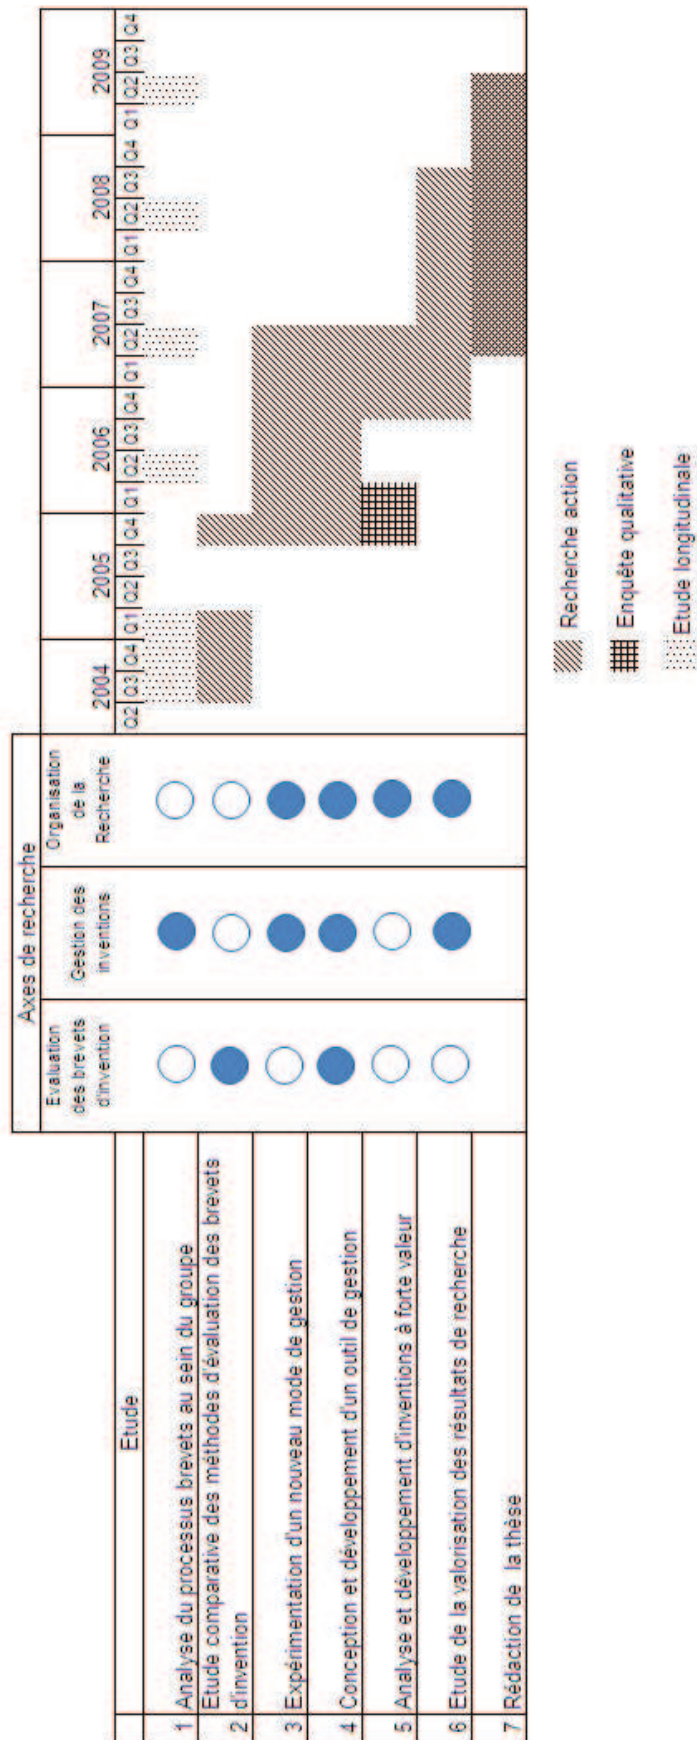 Axes de recherche
Evaluation
des brevets
d'invention
Gestion des
inventions
Organisation
de la
Recherche
2004
2005
2006
2007
2008
2009
Etude
Q2 Q3 Q4 Q1 Q2 Q3 Q4 Q1 Q2 Q3 Q4 Q1 Q2 Q3 Q4 Q1 Q2 Q3 Q4 Q1 Q2 Q3 Q4
1 Analyse du processus brevets au sein du groupe
2 Etude comparative des méthodes d'évaluation des brevets
d'invention
3 Expérimentation d'un nouveau mode de gestion
4 Conception et développement d'un outil de gestion
5 Analyse et développement d'inventions à forte valeur
6 Etude de la valorisation des résultats de recherche
7 Rédaction de la thèse
Recherche action
Enquête qualitative
Etude longitudinale